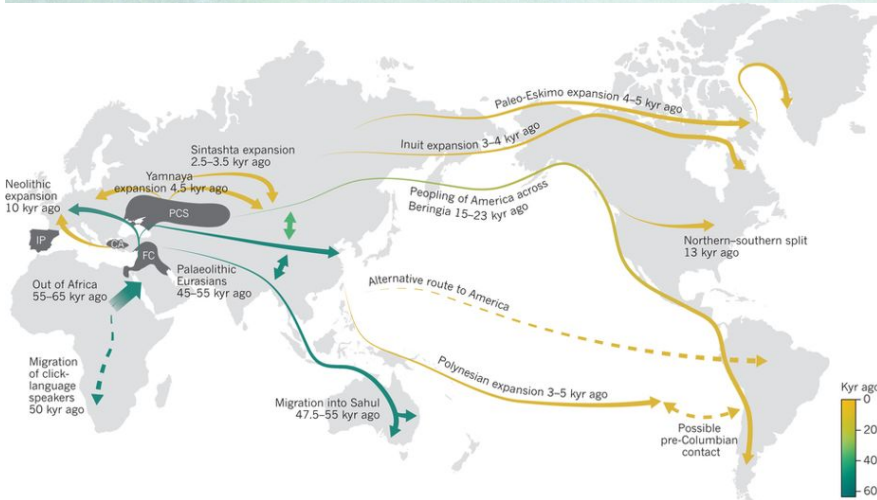 Paleo-Eskimo expansion 4–5 kyr ago
Inuit expansion 3–4 kyr ago
Sintashta expansion
2.5–3.5 kyr ago
Yamnaya
expansion 4.5 kyr ago
Neolithic
expansion
10 kyr ago
PCS
IP
CA
FC
Peopling of America across
Beringia 15–23 kyr ago
Northern–southern split
13 kyr ago
Out of Africa
55–65 kyr ago
Palaeolithic
Eurasians
45–55 kyr ago
Alternative route to America
Migration
of click-
language
speakers
50 kyr ago
Migration into Sahul
47.5–55 kyr ago
Polynesian expansion 3–5 kyr ago
Possible
pre-Columbian
contact
Kyr ago
0
20
40
60